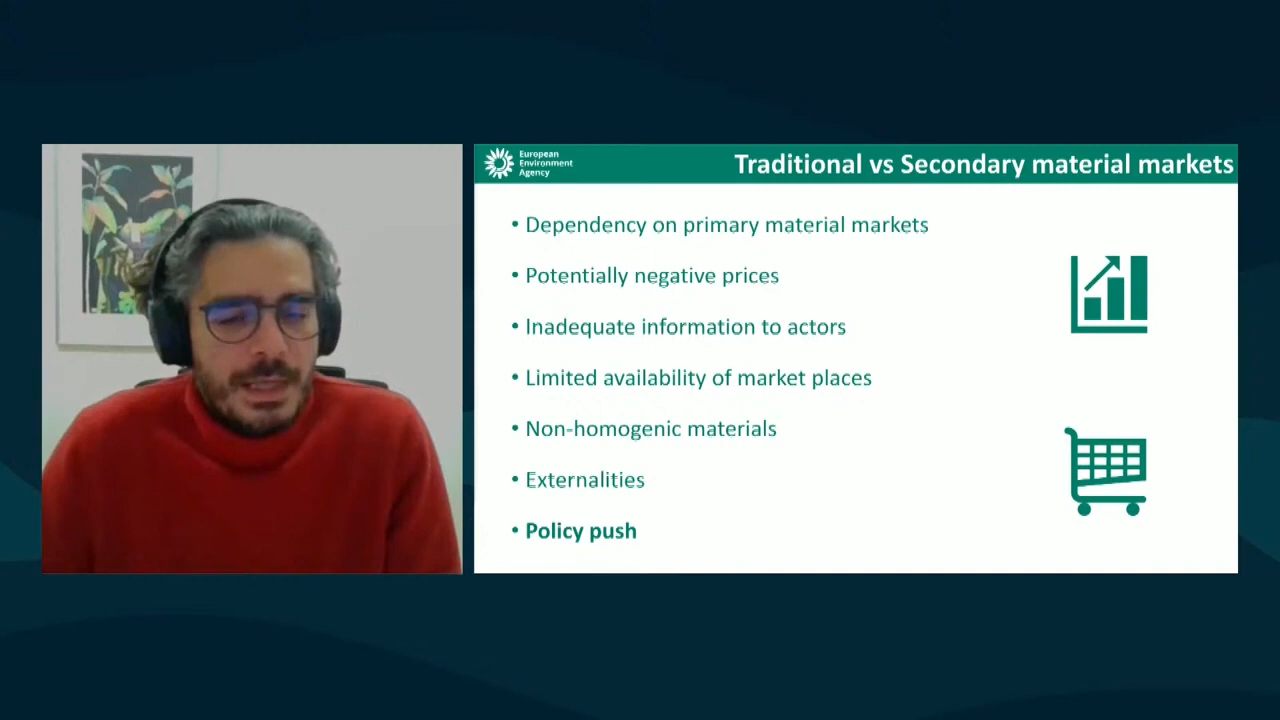 European
Environment
Agency
Traditional vs Secondary material markets
• Dependency on primary material markets
• Potentially negative prices
• Inadequate information to actors
• Limited availability of market places
• Non-homogenic materials
• Externalities
• Policy push